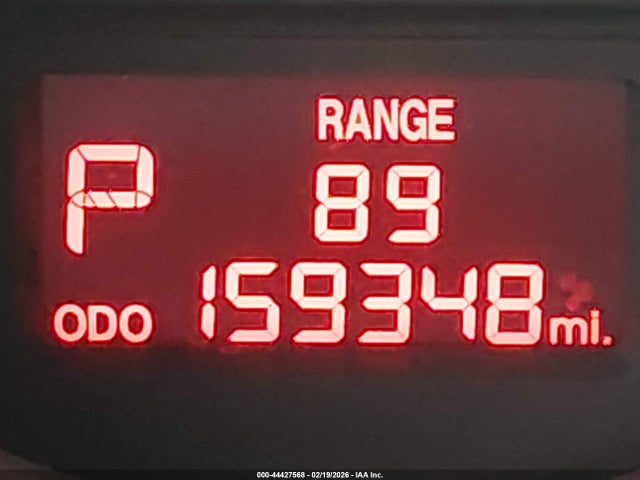 RANGE
P 89
ODO 159348 mi.
000-44427568 - 02/19/2026 - IAA Inc.